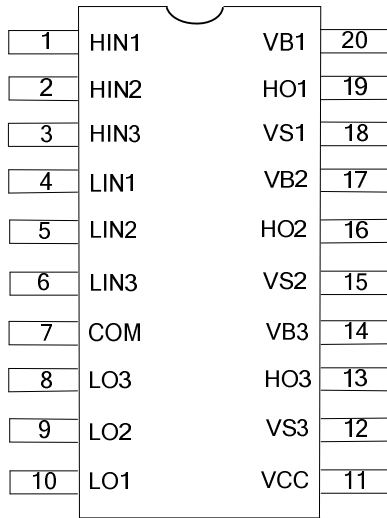 1 HIN1 VB1 20
2 HIN2 HO1 19
3 HIN3 VS1 18
4 LIN1 VB2 17
5 LIN2 HO2 16
6 LIN3 VS2 15
7 COM VB3 14
8 LO3 HO3 13
9 LO2 VS3 12
10 LO1 VCC 11